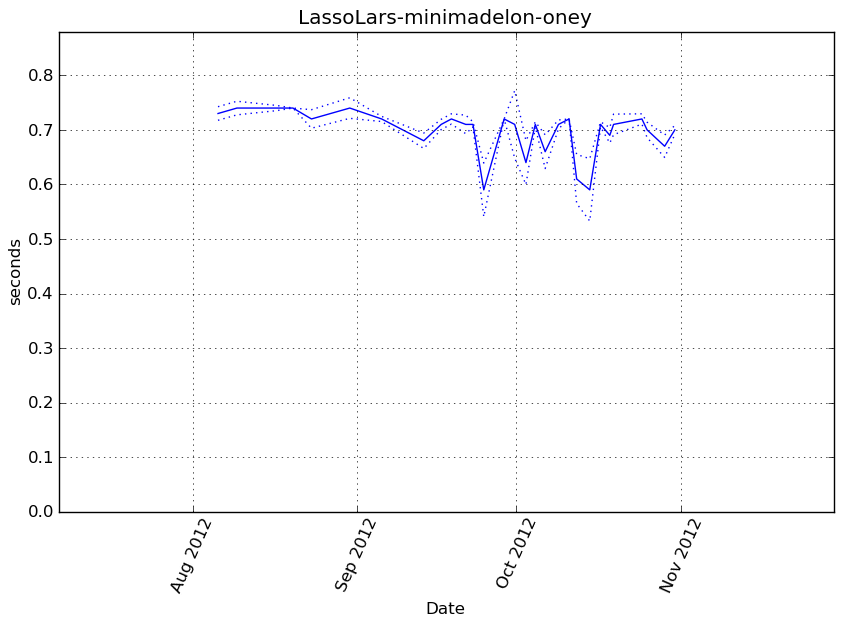 LassoLars-minimadelon-oney
0.8
0.7
0.6
0.5
0.4
0.3
0.2
0.1
0.0
seconds
Aug 2012
Sep 2012
Oct 2012
Nov 2012
Date